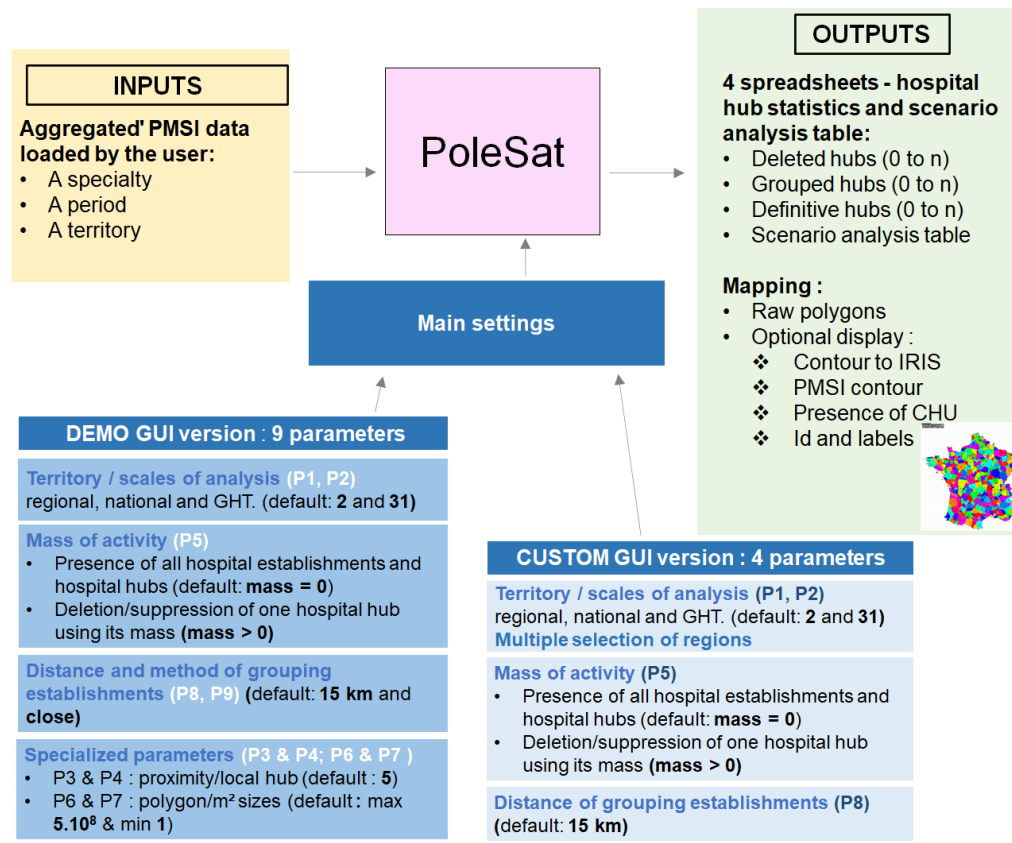 INPUTS
Aggregated' PMSI data
loaded by the user:
• A specialty
• A period
• A territory
PoleSat
Main settings
OUTPUTS
4 spreadsheets - hospital
hub statistics and scenario
analysis table:
• Deleted hubs (0 to n)
• Grouped hubs (0 to n)
• Definitive hubs (0 to n)
• Scenario analysis table
Mapping :
• Raw polygons
• Optional display :
❖ Contour to IRIS
❖ PMSI contour
❖ Presence of CHU
❖ Id and labels
DEMO GUI version : 9 parameters
Territory / scales of analysis (P1, P2)
regional, national and GHT. (default: 2 and 31)
Mass of activity (P5)
• Presence of all hospital establishments and
hospital hubs (default: mass = 0)
• Deletion/suppression of one hospital hub
using its mass (mass > 0)
Distance and method of grouping
establishments (P8, P9) (default: 15 km and
close)
Specialized parameters (P3 & P4; P6 & P7 )
• P3 & P4 : proximity/local hub (default : 5)
• P6 & P7 : polygon/m² sizes (default : max
5.10⁸ & min 1)
CUSTOM GUI version : 4 parameters
Territory / scales of analysis (P1, P2)
regional, national and GHT. (default: 2 and 31)
Multiple selection of regions
Mass of activity (P5)
• Presence of all hospital establishments and
hospital hubs (default: mass = 0)
• Deletion/suppression of one hospital hub
using its mass (mass > 0)
Distance of grouping establishments (P8)
(default: 15 km)